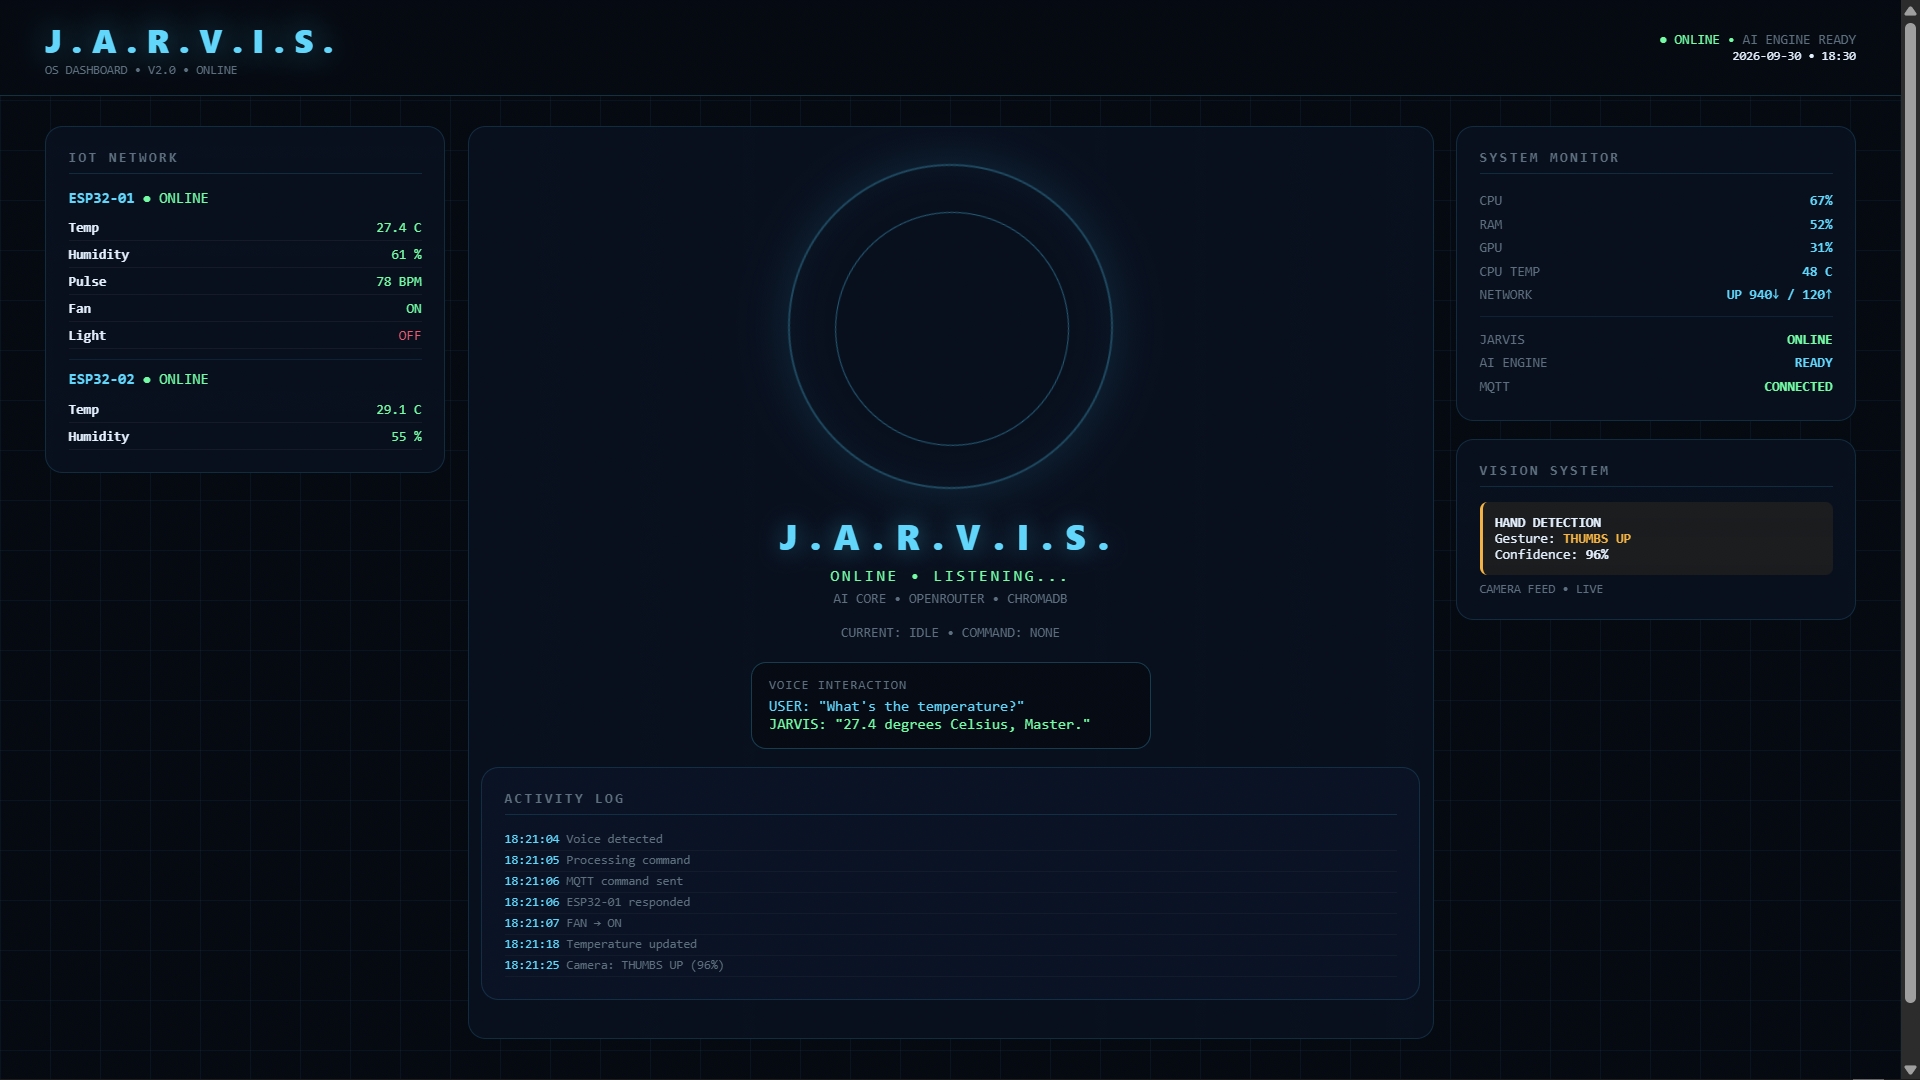 J.A.R.V.I.S.
OS DASHBOARD • V2.0 • ONLINE
● ONLINE • AI ENGINE READY
2026-09-30 • 18:30
IOT NETWORK
ESP32-01 ● ONLINE
Temp 27.4 C
Humidity 61 %
Pulse 78 BPM
Fan ON
Light OFF
ESP32-02 ● ONLINE
Temp 29.1 C
Humidity 55 %
J.A.R.V.I.S.
ONLINE • LISTENING...
AI CORE • OPENROUTER • CHROMADB
CURRENT: IDLE • COMMAND: NONE
VOICE INTERACTION
USER: "What's the temperature?"
JARVIS: "27.4 degrees Celsius, Master."
ACTIVITY LOG
18:21:04 Voice detected
18:21:05 Processing command
18:21:06 MQTT command sent
18:21:06 ESP32-01 responded
18:21:07 FAN → ON
18:21:18 Temperature updated
18:21:25 Camera: THUMBS UP (96%)
SYSTEM MONITOR
CPU 67%
RAM 52%
GPU 31%
CPU TEMP 48 C
NETWORK UP 940↓ / 120↑
JARVIS ONLINE
AI ENGINE READY
MQTT CONNECTED
VISION SYSTEM
HAND DETECTION
Gesture: THUMBS UP
Confidence: 96%
CAMERA FEED • LIVE